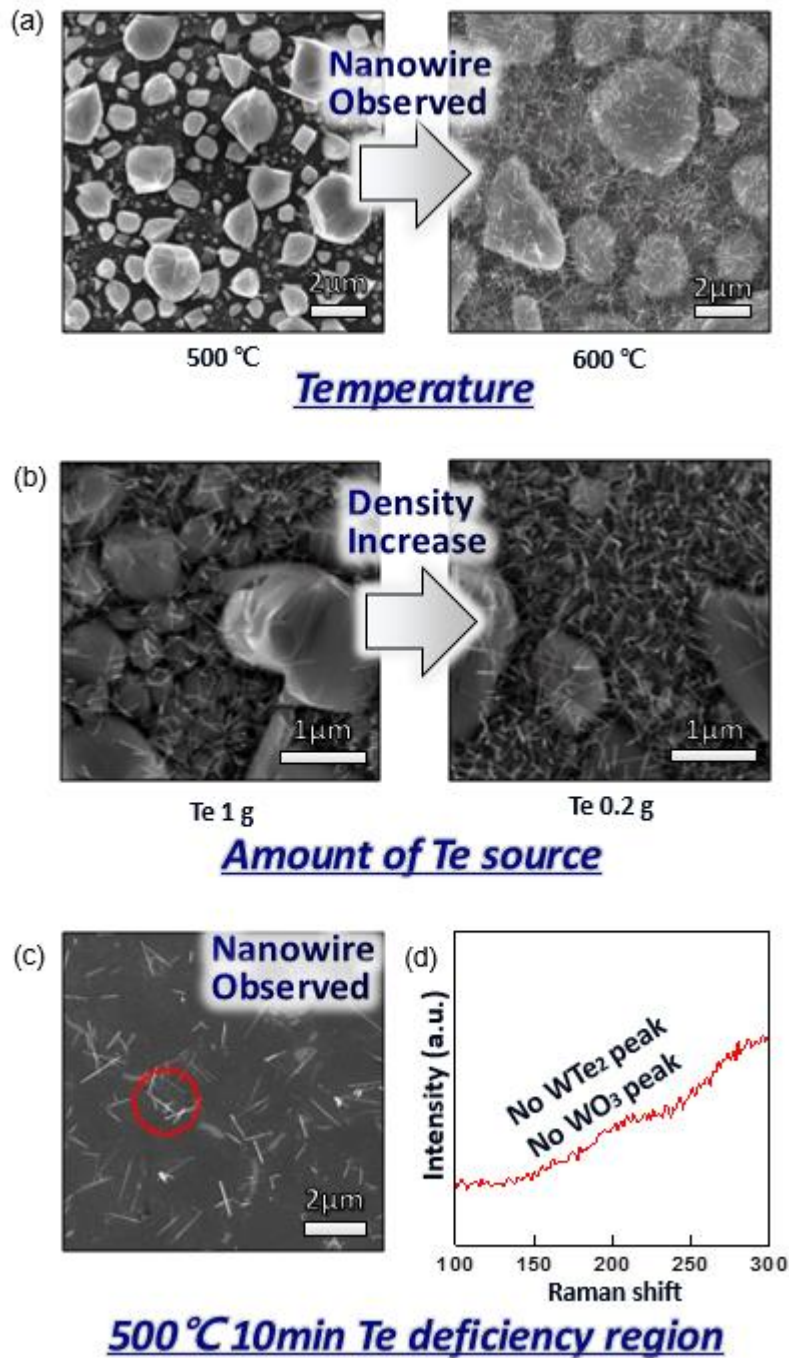 (a)
Nanowire
Observed
2μm
2μm
500 ℃
600 ℃
Temperature
(b)
Density
Increase
1μm
1μm
Te 1 g
Te 0.2 g
Amount of Te source
(c)
Nanowire
Observed
2μm
(d)
Intensity (a.u.)
No WTe₂ peak
No WO₃ peak
100 150 200 250 300
Raman shift
500℃ 10min Te deficiency region